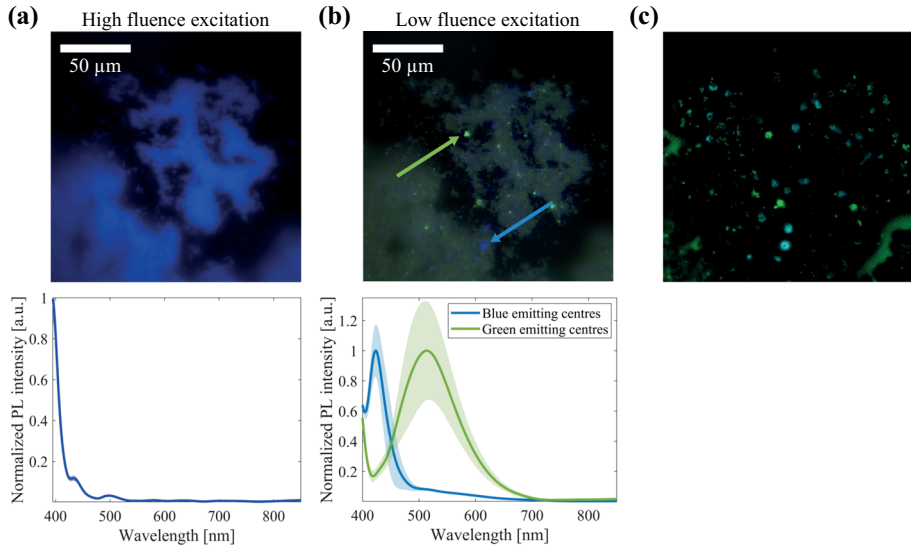 (a)
High fluence excitation
50 µm
(b)
Low fluence excitation
50 µm
(c)
Normalized PL intensity [a.u.]
1
0.8
0.6
0.4
0.2
400 500 600 700 800
Wavelength [nm]
Normalized PL intensity [a.u.]
1.2
1
0.8
0.6
0.4
0.2
400 500 600 700 800
Wavelength [nm]
Blue emitting centres
Green emitting centres